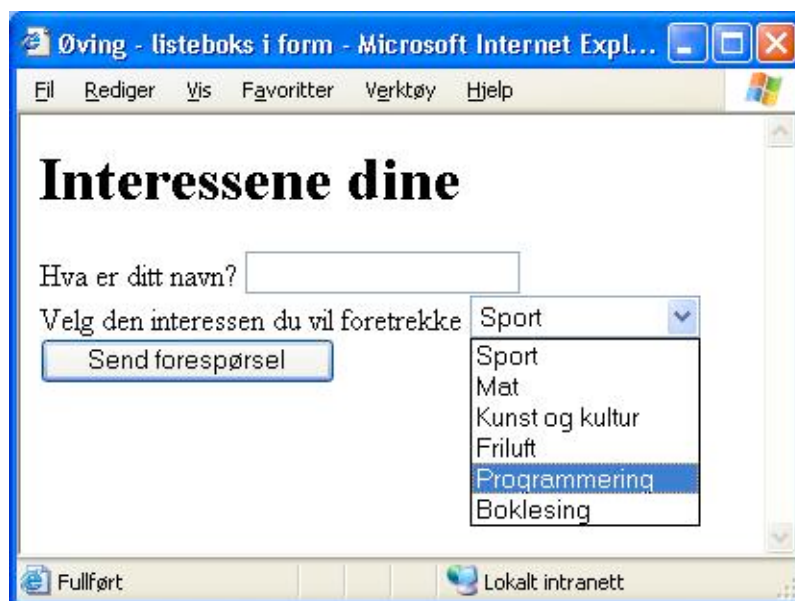 Øving - listeboks i form - Microsoft Internet Expl...
Fil Rediger Vis Favoritter Verktøy Hjelp
Interessene dine
Hva er ditt navn?
Velg den interessen du vil foretrekke Sport
Send forespørsel
Sport
Mat
Kunst og kultur
Friluft
Programmering
Boklesing
Fullført Lokalt intranett